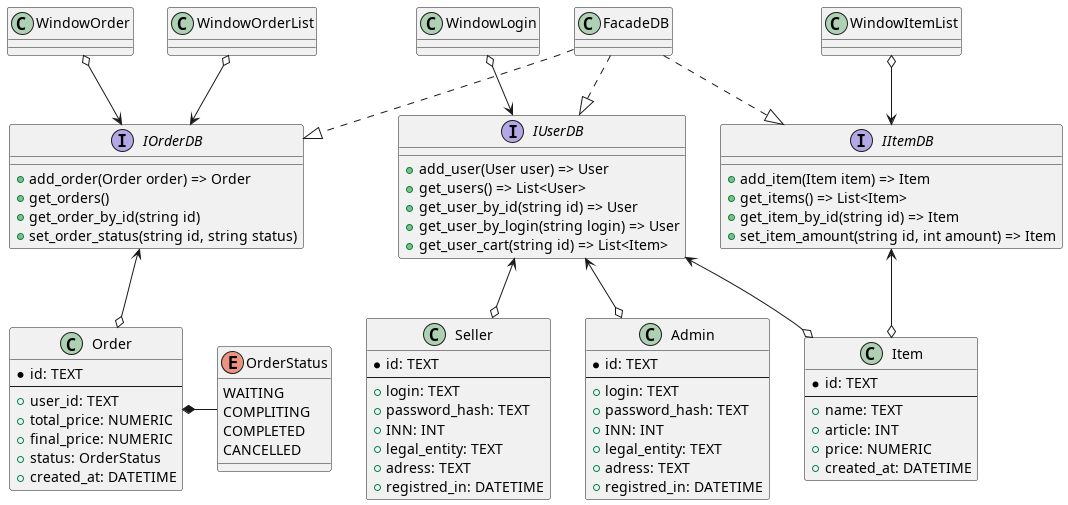 C WindowOrder
C WindowOrderList
C WindowLogin
C FacadeDB
C WindowItemList
I IOrderDB
+add_order(Order order) => Order
get_orders()
get_order_by_id(string id)
set_order_status(string id, string status)
I IUserDB
add_user(User user) => User
get_users() => List<User>
get_user_by_id(string id) => User
get_user_by_login(string login) => User
get_user_cart(string id) => List<Item>
I IItemDB
add_item(Item item) => Item
get_items() => List<Item>
get_item_by_id(string id) => Item
set_item_amount(string id, int amount) => Item
C Order
id: TEXT
user_id: TEXT
total_price: NUMERIC
final_price: NUMERIC
status: OrderStatus
created_at: DATETIME
E OrderStatus
WAITING
COMPLITING
COMPLETED
CANCELLED
C Seller
id: TEXT
login: TEXT
password_hash: TEXT
INN: INT
legal_entity: TEXT
adress: TEXT
registred_in: DATETIME
C Admin
id: TEXT
login: TEXT
password_hash: TEXT
INN: INT
legal_entity: TEXT
adress: TEXT
registred_in: DATETIME
C Item
id: TEXT
name: TEXT
article: INT
price: NUMERIC
created_at: DATETIME